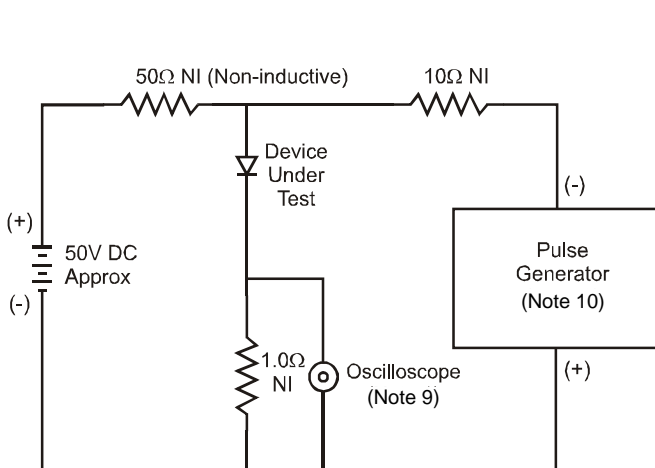 50Ω NI (Non-inductive)
10Ω NI
Device
Under
Test
(-)
(+)
50V DC
Approx
(-)
Pulse
Generator
(Note 10)
1.0Ω
NI
Oscilloscope
(Note 9)
(+)